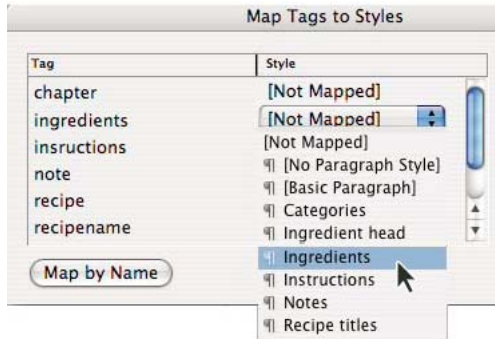 Map Tags to Styles
Tag Style
chapter [Not Mapped]
ingredients [Not Mapped]
insructions [Not Mapped]
note ¶ [No Paragraph Style]
¶ [Basic Paragraph]
recipe ¶ Categories
recipename ¶ Ingredient head
¶ Ingredients
Map by Name ¶ Instructions
¶ Notes
¶ Recipe titles